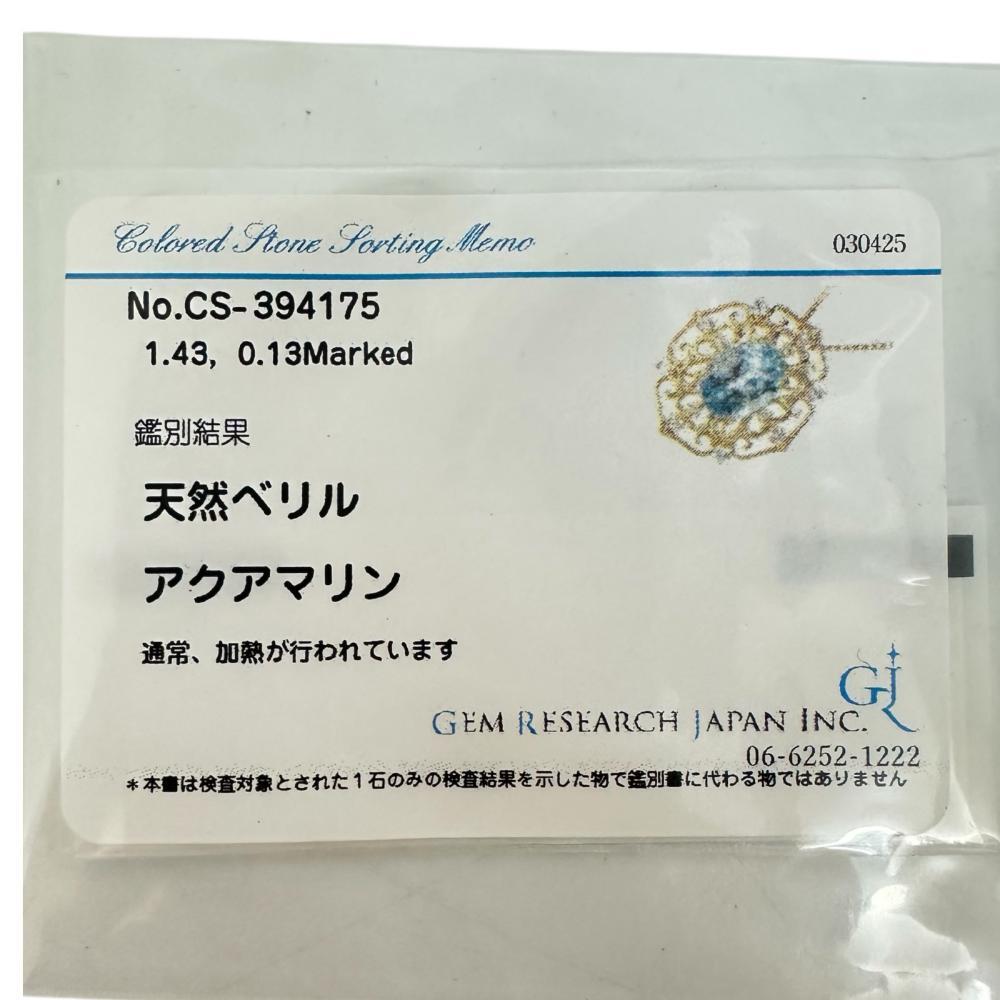 Colored Stone Sorting Memo 030425
No.CS-394175
1.43, 0.13Marked
鑑別結果
天然ベリル
アクアマリン
通常、加熱が行われています
GJR
GEM RESEARCH JAPAN INC.
06-6252-1222
*本書は検査対象とされた1石のみの検査結果を示した物で鑑別書に代わる物ではありません